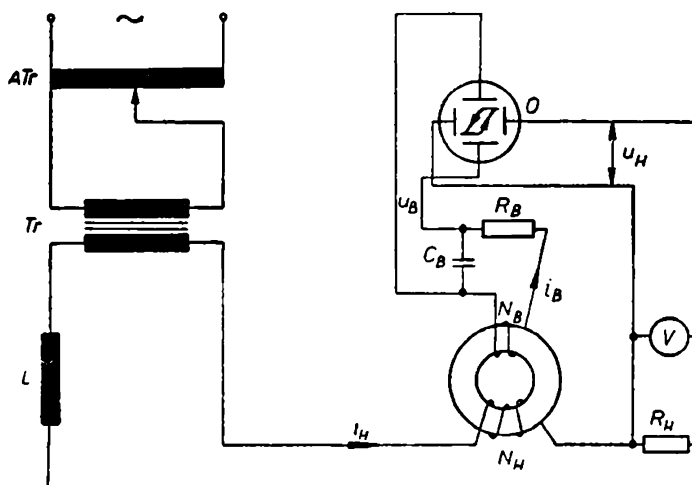 ~
ATr
O
u_H
Tr
u_B
R_B
C_B
i_B
N_B
V
L
R_H
i_H
N_H